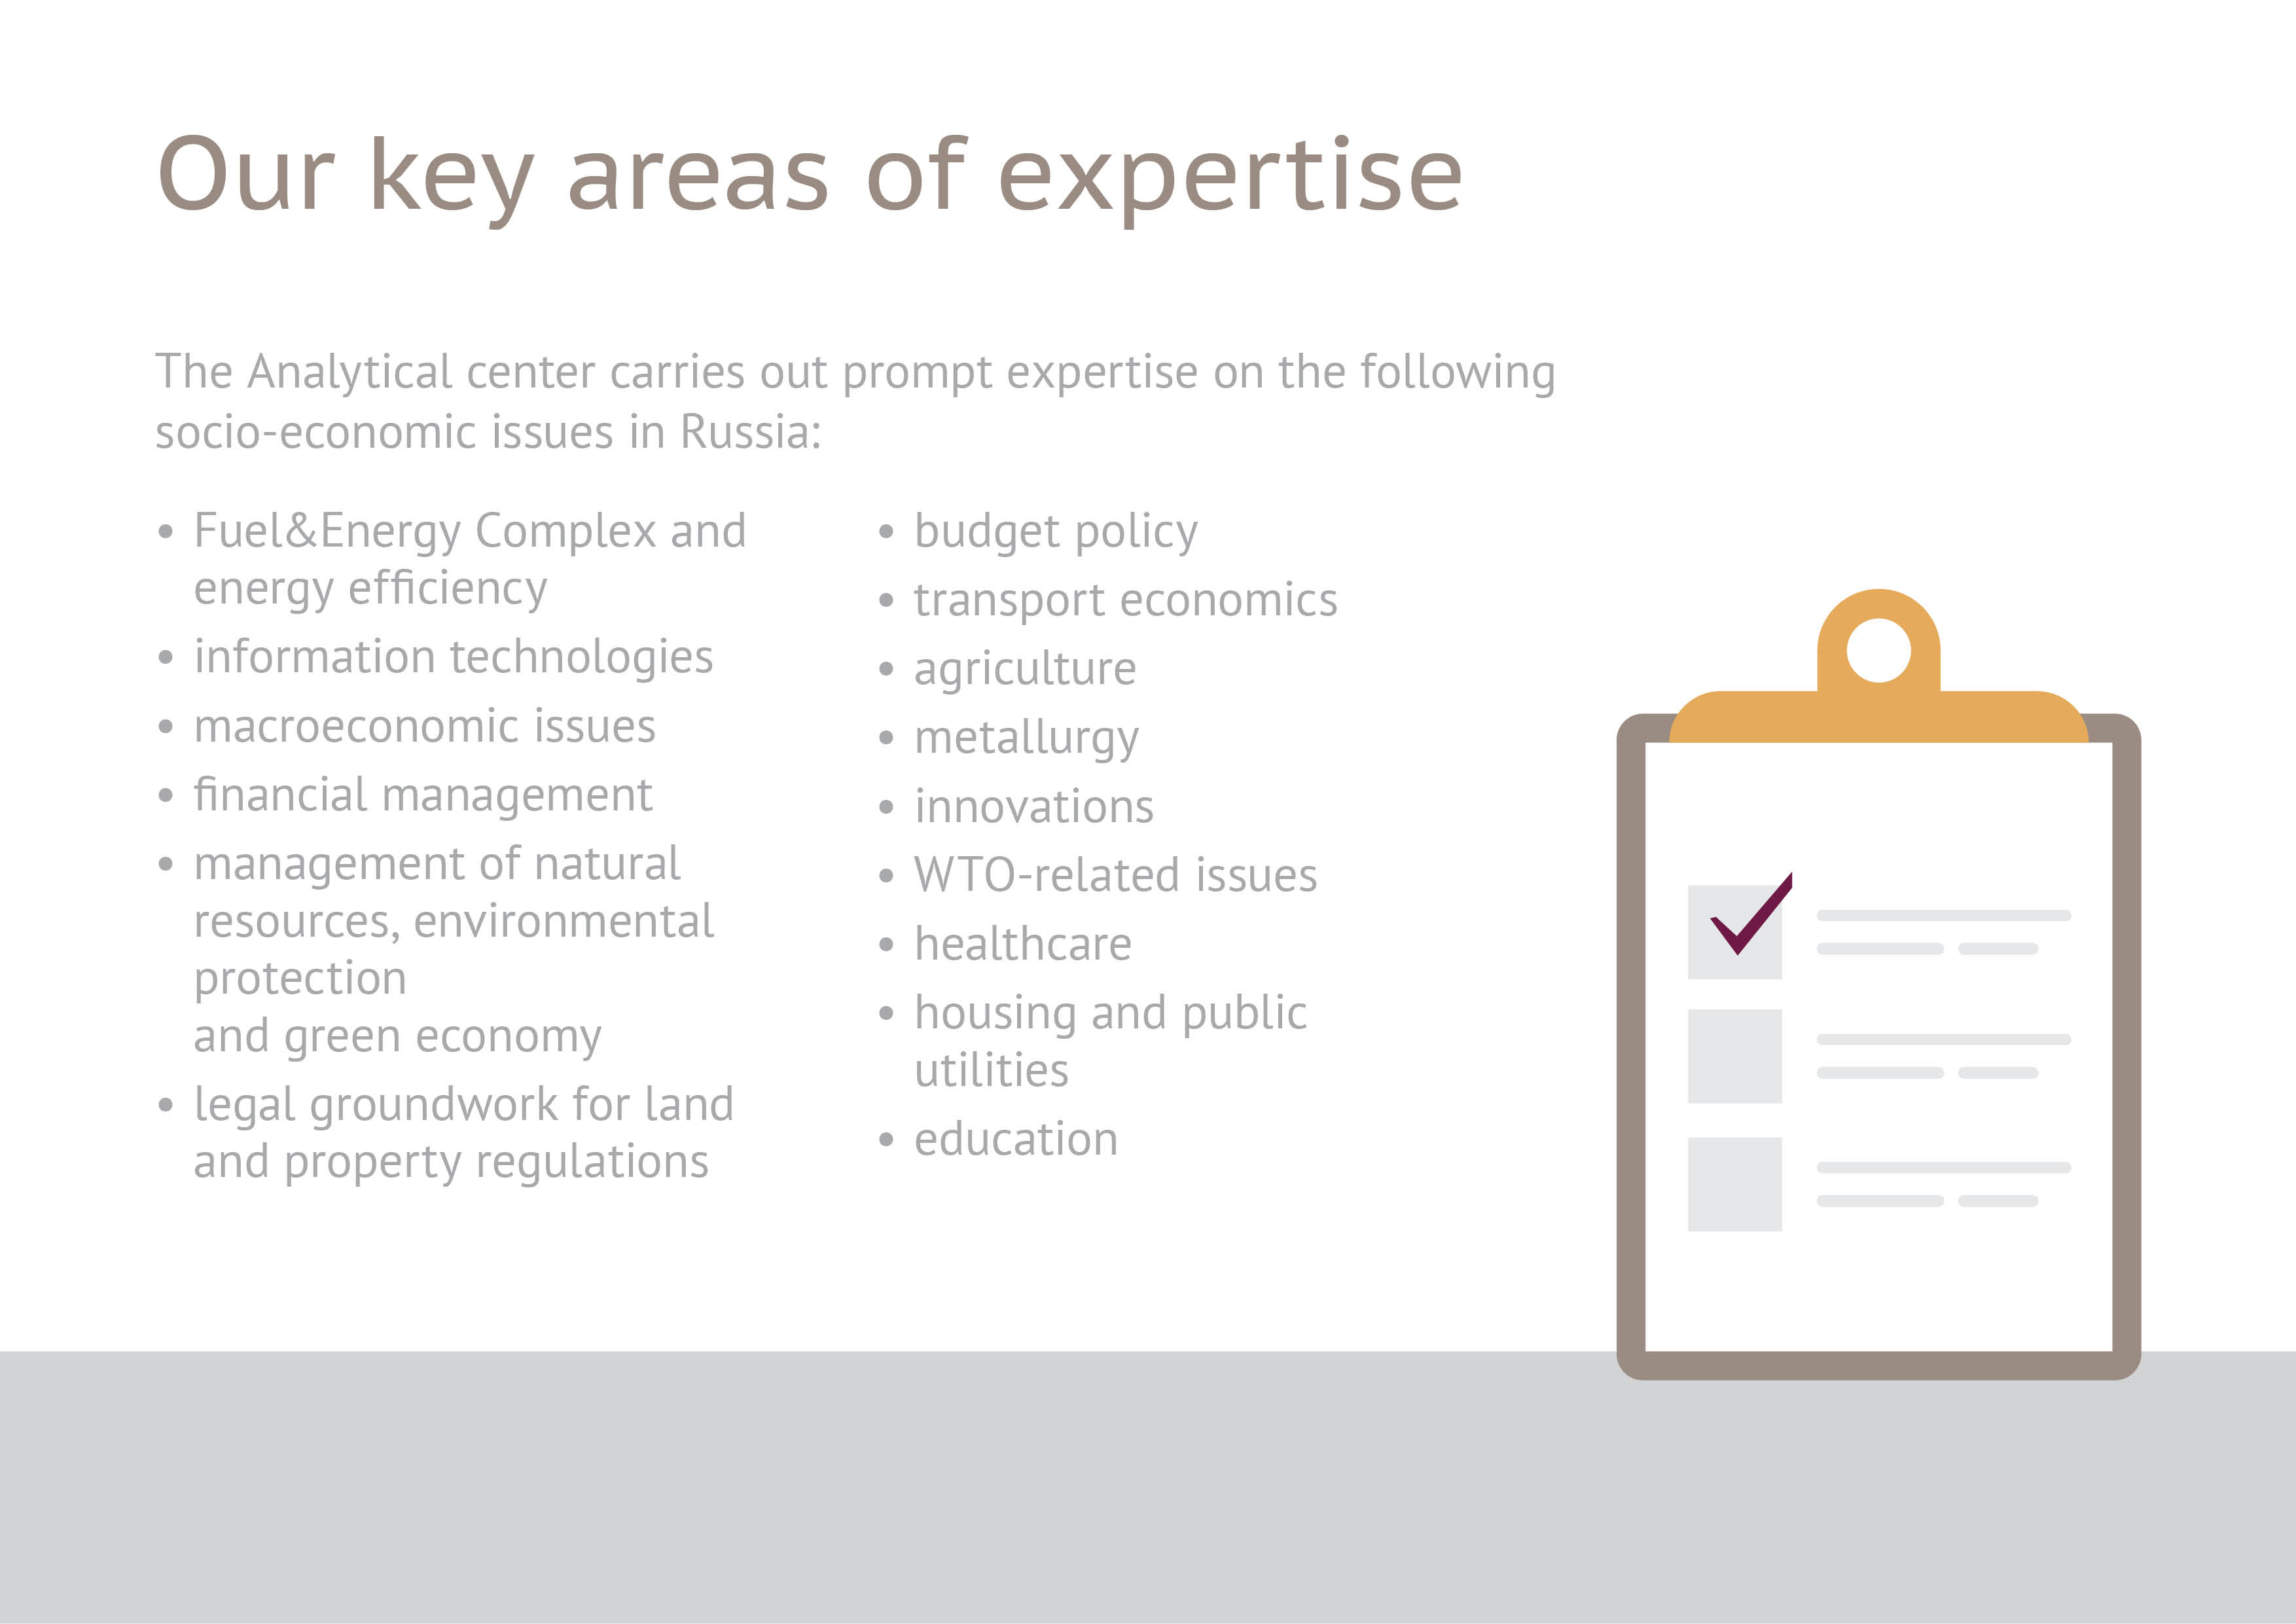 Our key areas of expertise
The Analytical center carries out prompt expertise on the following
socio-economic issues in Russia:
• Fuel&Energy Complex and
energy efficiency
• information technologies
• macroeconomic issues
• financial management
• management of natural
resources, environmental
protection
and green economy
• legal groundwork for land
and property regulations
• budget policy
• transport economics
• agriculture
• metallurgy
• innovations
• WTO-related issues
• healthcare
• housing and public
utilities
• education